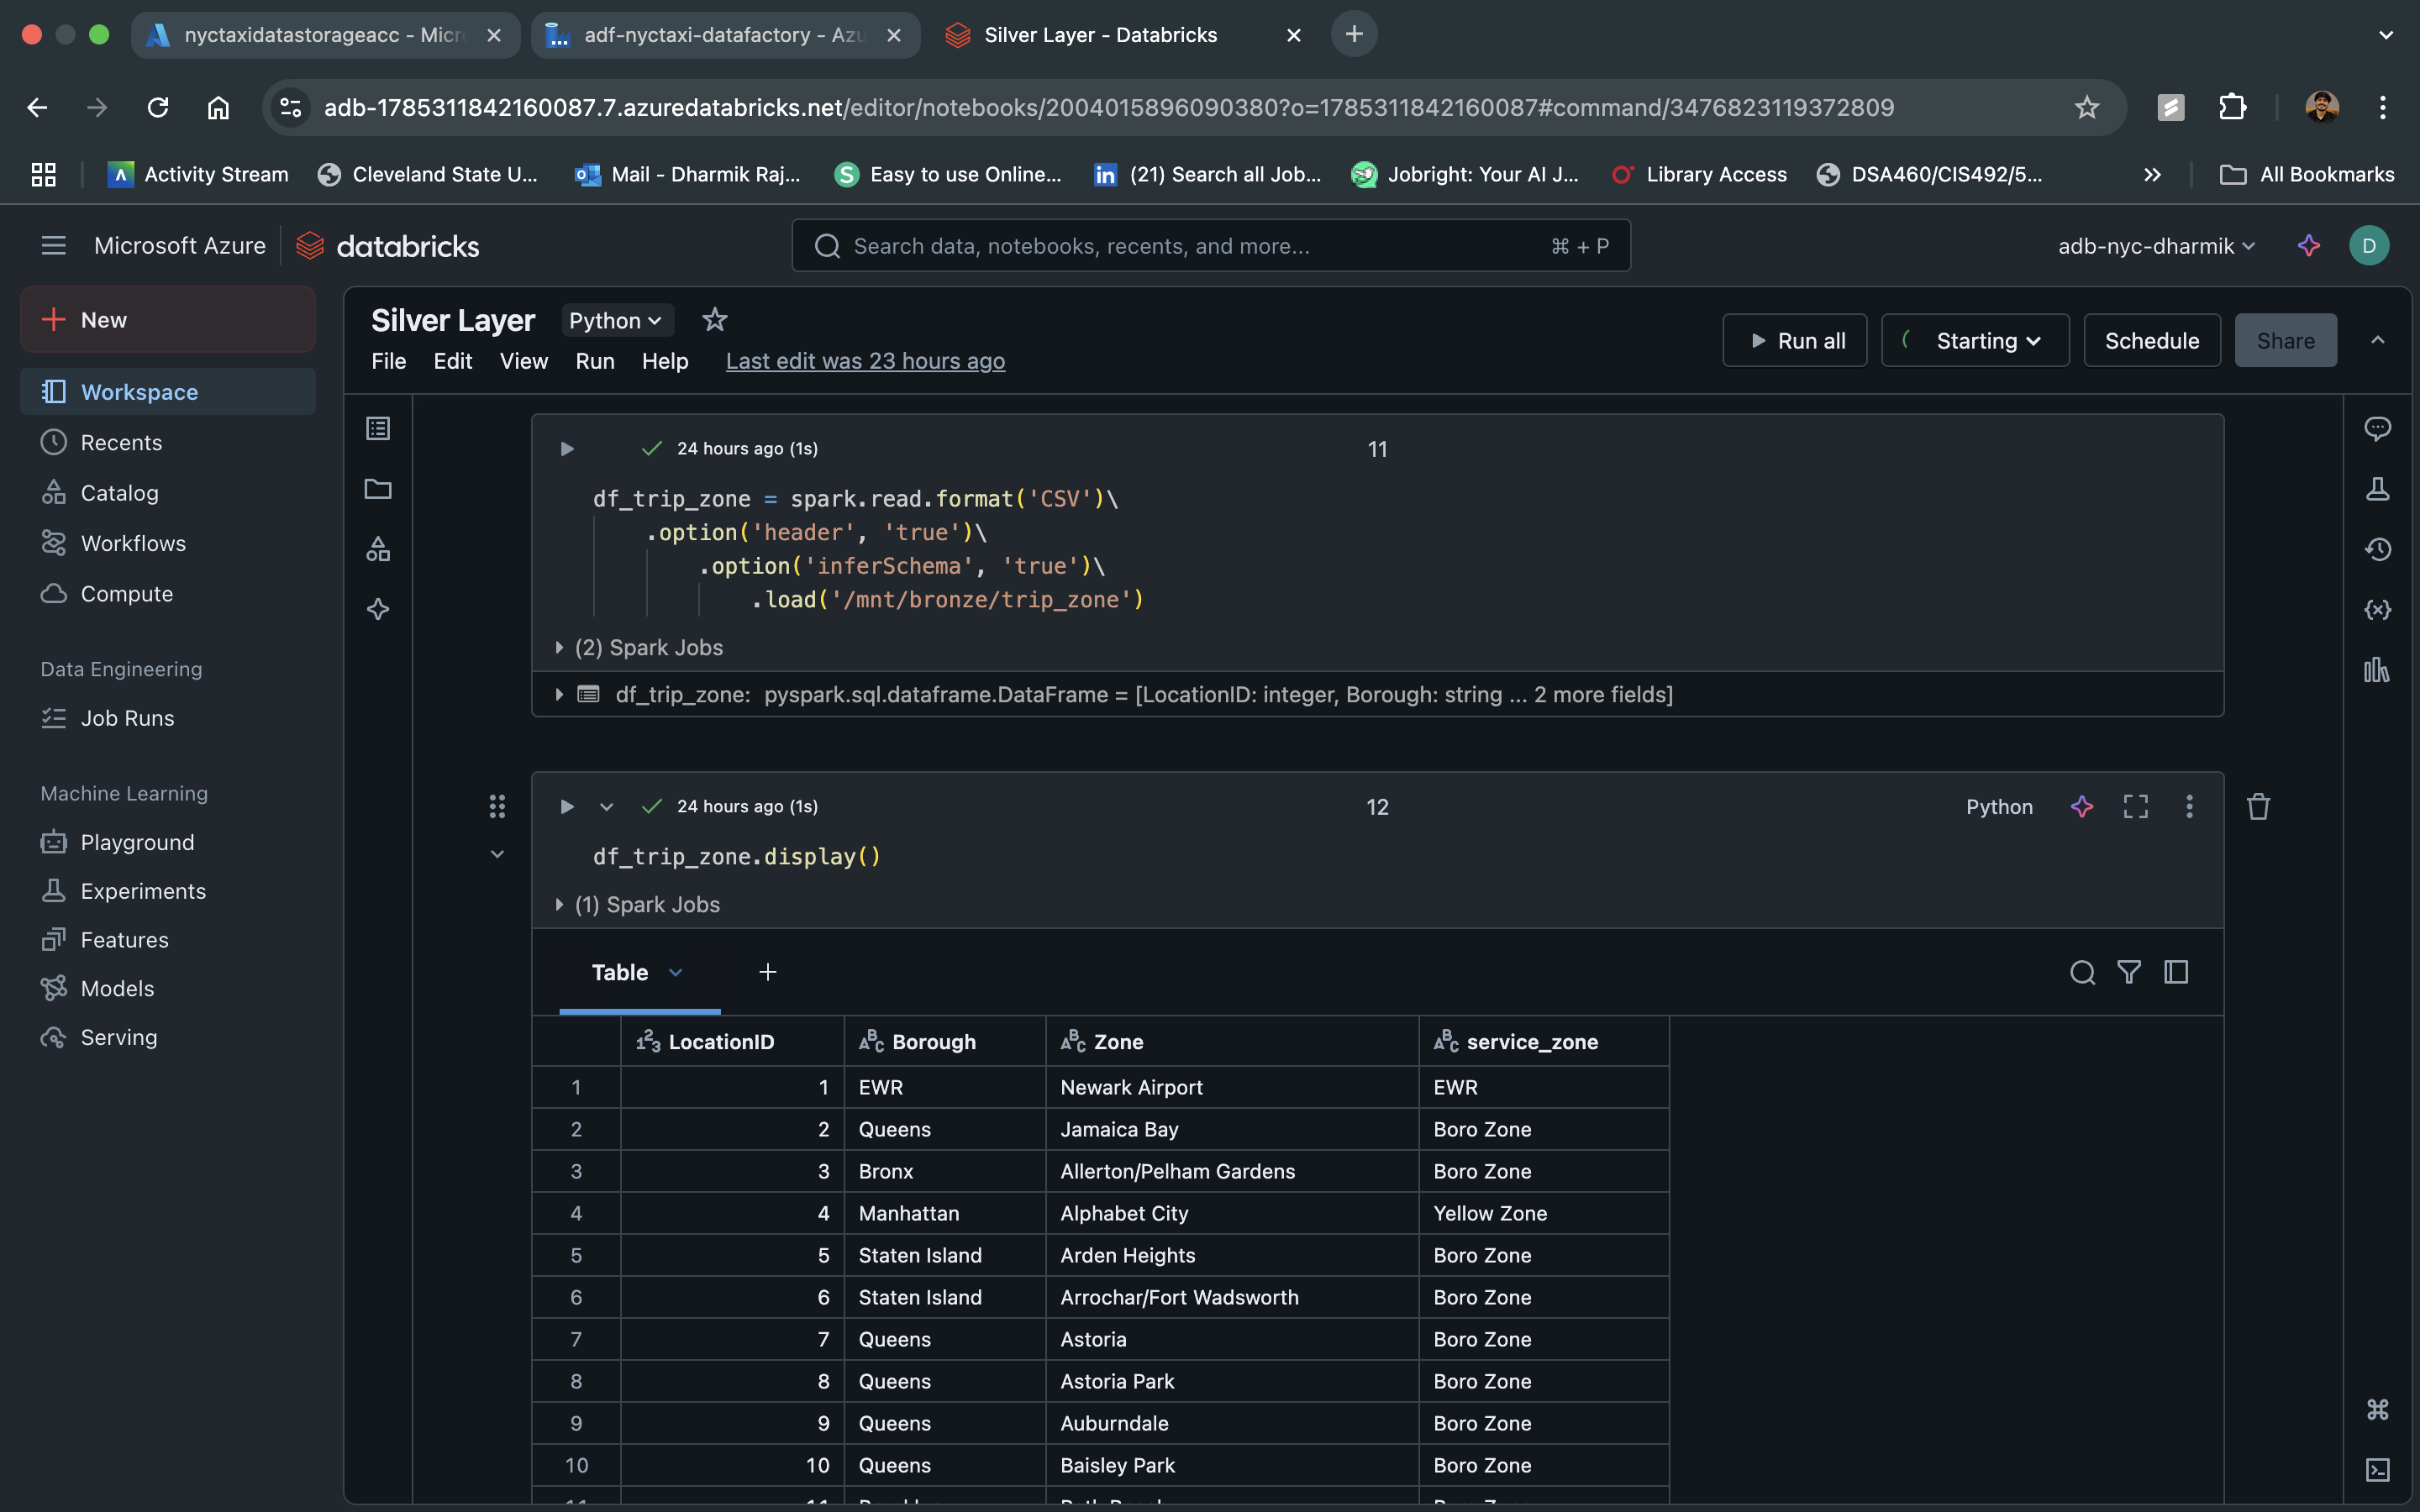 nyctaxidatastorageacc - Micr
adf-nyctaxi-datafactory - Azu
Silver Layer - Databricks
adb-1785311842160087.7.azuredatabricks.net/editor/notebooks/2004015896090380?o=1785311842160087#command/3476823119372809
Activity Stream
Cleveland State U...
Mail - Dharmik Raj...
Easy to use Online...
(21) Search all Job...
Jobright: Your AI J...
Library Access
DSA460/CIS492/5...
All Bookmarks
Microsoft Azure
databricks
Search data, notebooks, recents, and more...
⌘ + P
adb-nyc-dharmik
D
New
Workspace
Recents
Catalog
Workflows
Compute
Data Engineering
Job Runs
Machine Learning
Playground
Experiments
Features
Models
Serving
Silver Layer
Python
File Edit View Run Help Last edit was 23 hours ago
Run all
Starting
Schedule
Share
24 hours ago (1s)
11
df_trip_zone = spark.read.format('CSV')\
.option('header', 'true')\
.option('inferSchema', 'true')\
.load('/mnt/bronze/trip_zone')
(2) Spark Jobs
df_trip_zone: pyspark.sql.dataframe.DataFrame = [LocationID: integer, Borough: string ... 2 more fields]
24 hours ago (1s)
12
Python
df_trip_zone.display()
(1) Spark Jobs
Table
LocationID Borough Zone service_zone
1 1 EWR Newark Airport EWR
2 2 Queens Jamaica Bay Boro Zone
3 3 Bronx Allerton/Pelham Gardens Boro Zone
4 4 Manhattan Alphabet City Yellow Zone
5 5 Staten Island Arden Heights Boro Zone
6 6 Staten Island Arrochar/Fort Wadsworth Boro Zone
7 7 Queens Astoria Boro Zone
8 8 Queens Astoria Park Boro Zone
9 9 Queens Auburndale Boro Zone
10 10 Queens Baisley Park Boro Zone